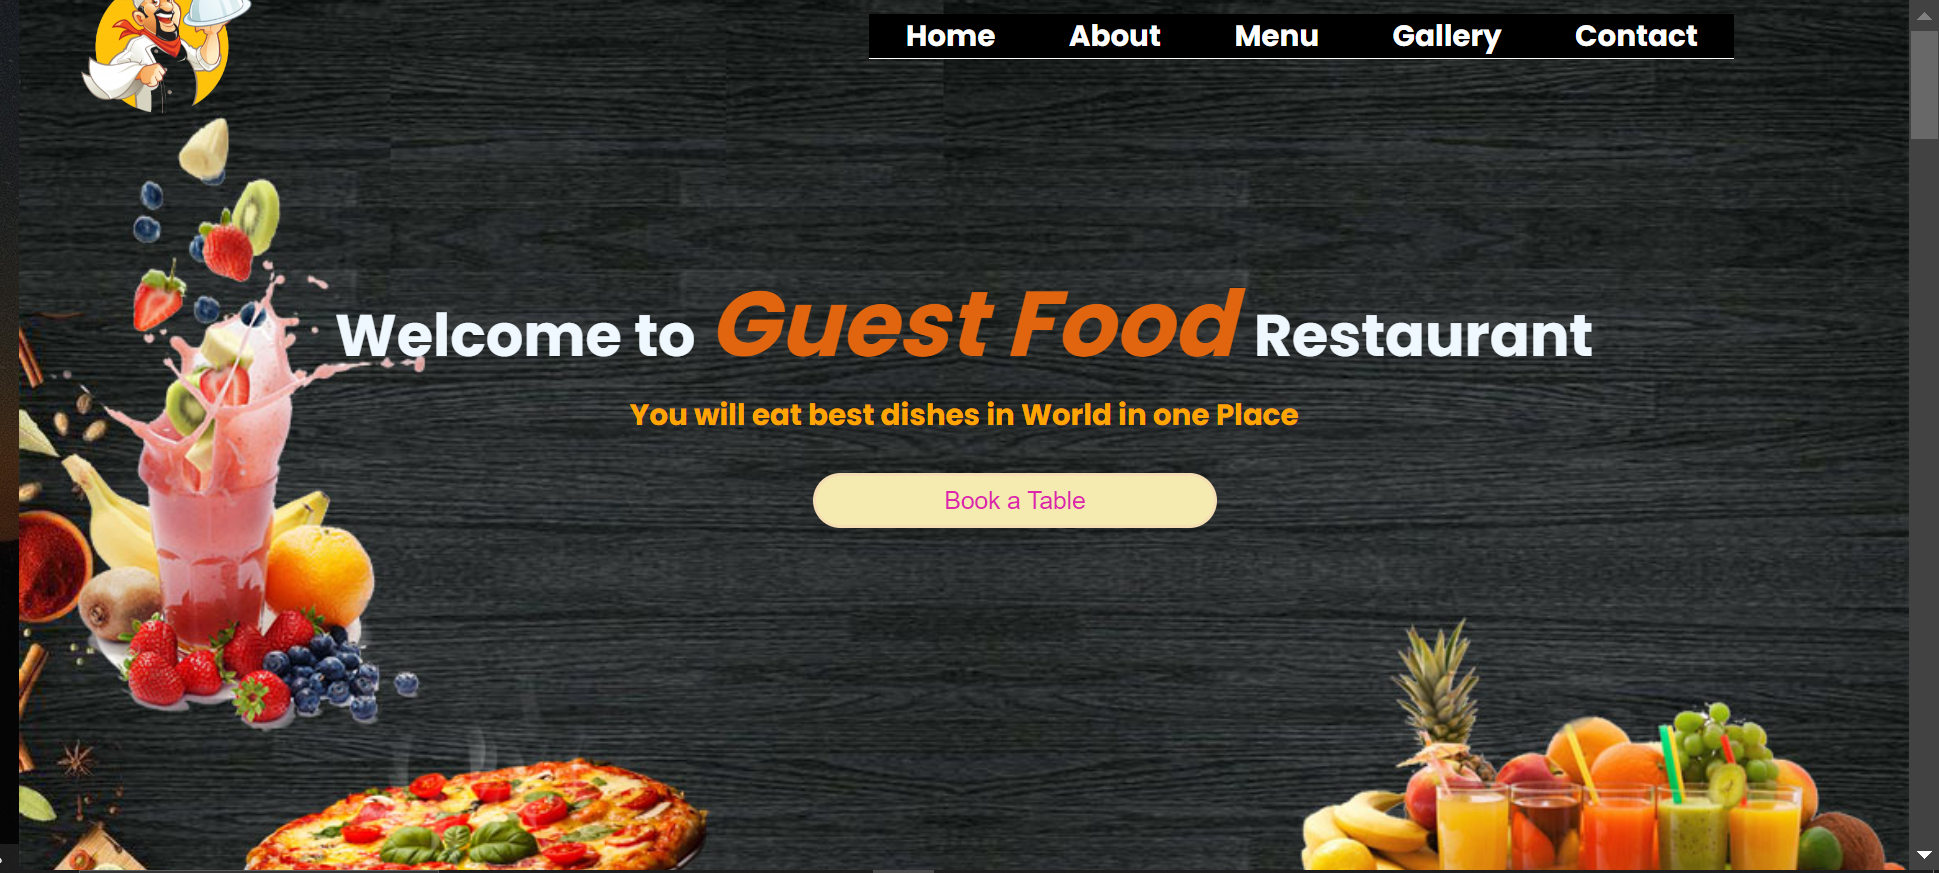 Home About Menu Gallery Contact
Welcome to Guest Food Restaurant
You will eat best dishes in World in one Place
Book a Table